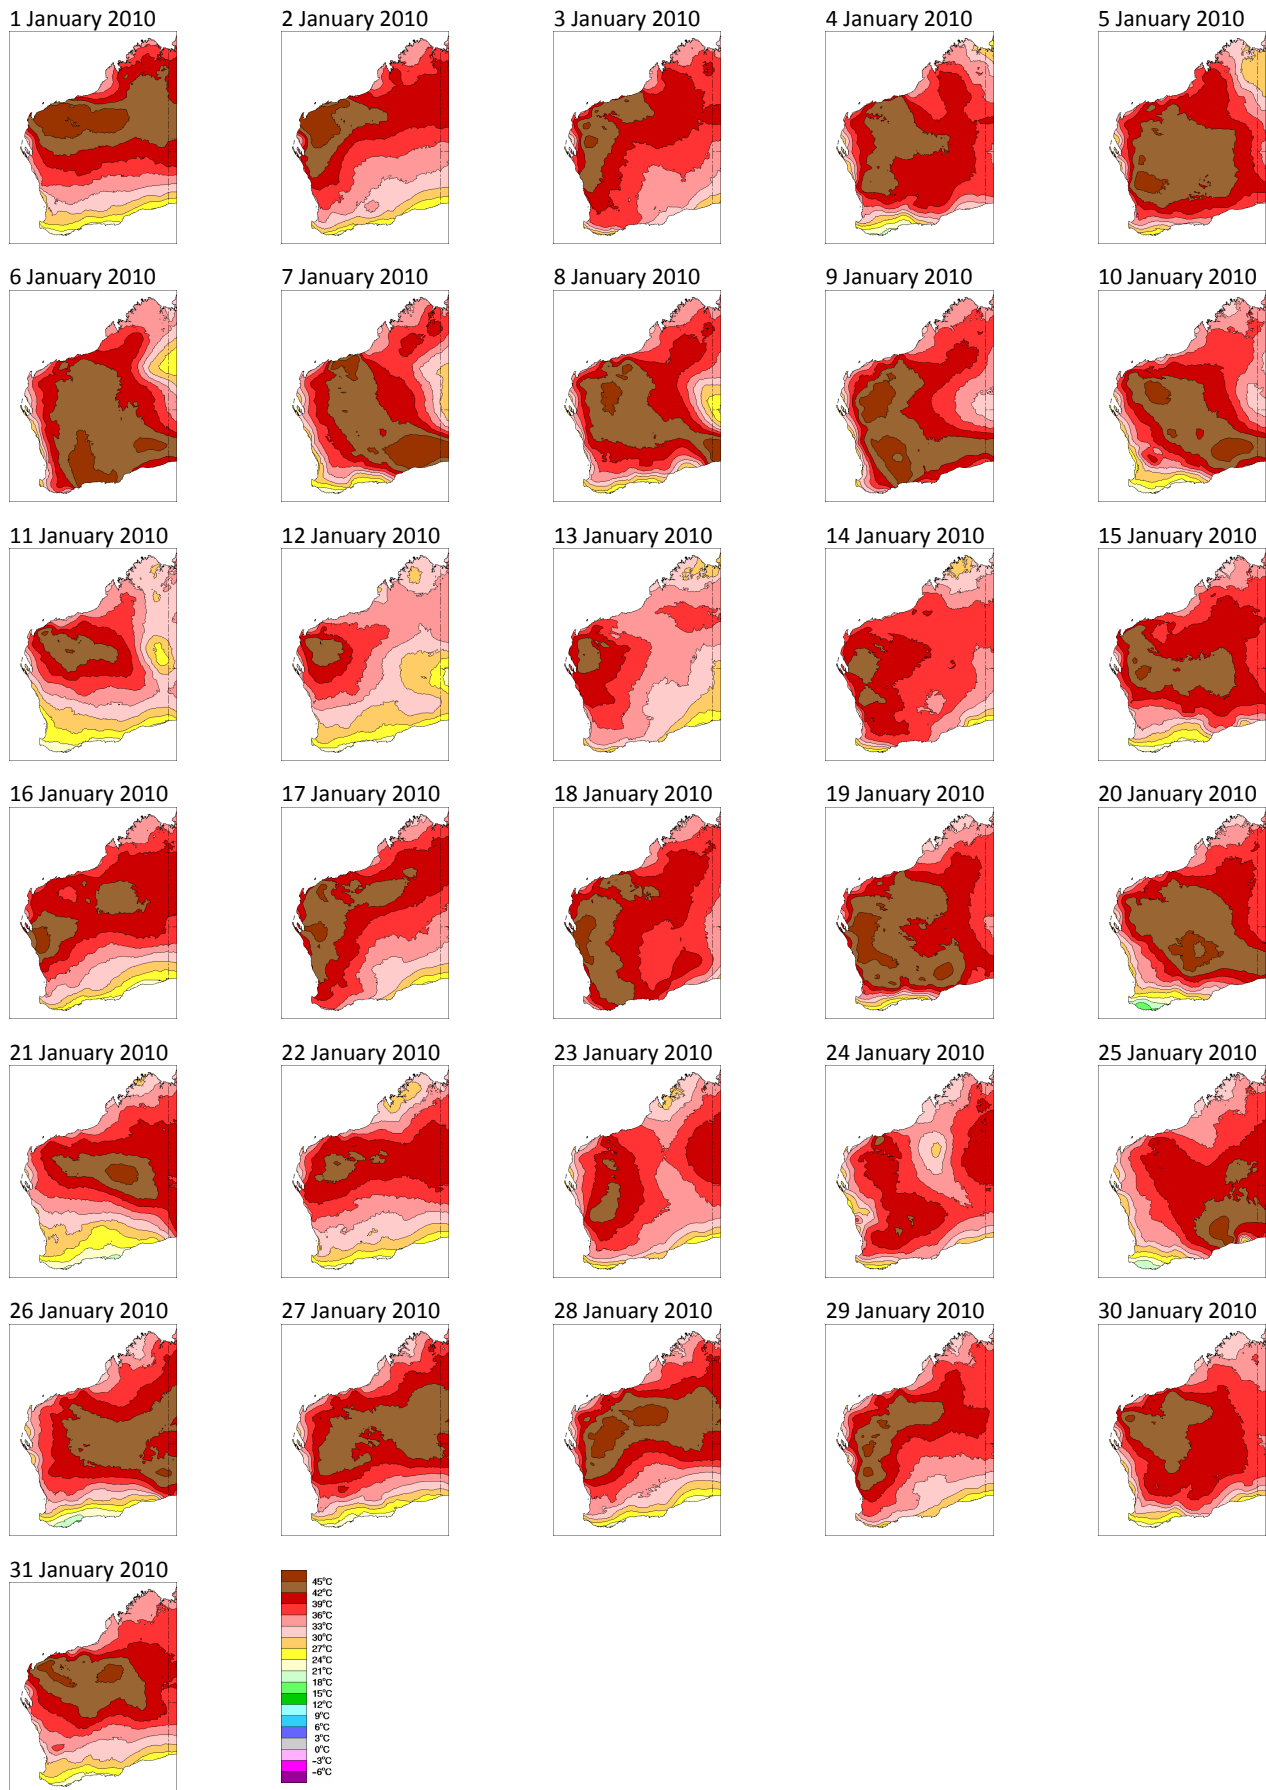 1 January 2010
2 January 2010
3 January 2010
4 January 2010
5 January 2010
6 January 2010
7 January 2010
8 January 2010
9 January 2010
10 January 2010
11 January 2010
12 January 2010
13 January 2010
14 January 2010
15 January 2010
16 January 2010
17 January 2010
18 January 2010
19 January 2010
20 January 2010
21 January 2010
22 January 2010
23 January 2010
24 January 2010
25 January 2010
26 January 2010
27 January 2010
28 January 2010
29 January 2010
30 January 2010
31 January 2010
45°C
42°C
39°C
36°C
33°C
30°C
27°C
24°C
21°C
18°C
15°C
12°C
9°C
6°C
3°C
0°C
-3°C
-6°C